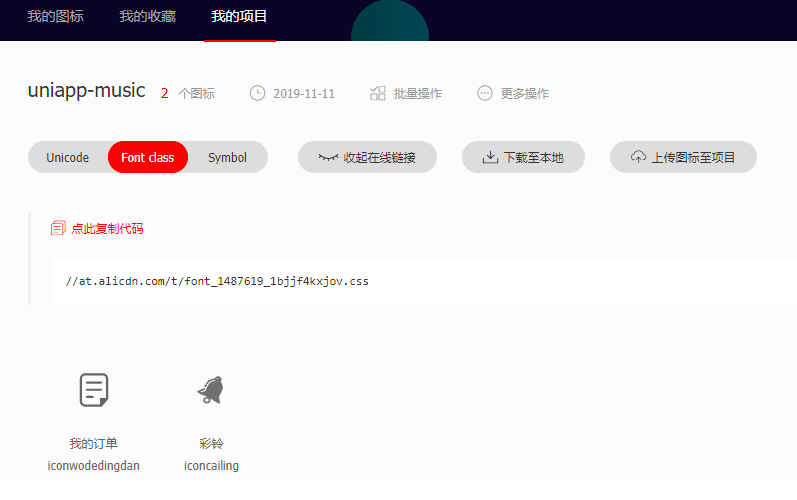 我的图标 我的收藏 我的项目
uniapp-music 2 个图标 2019-11-11 批量操作 更多操作
Unicode Font class Symbol 收起在线链接 下载至本地 上传图标至项目
点此复制代码
//at.alicdn.com/t/font_1487619_1bjjf4kxjov.css
我的订单 彩铃
iconwodedingdan iconcailing